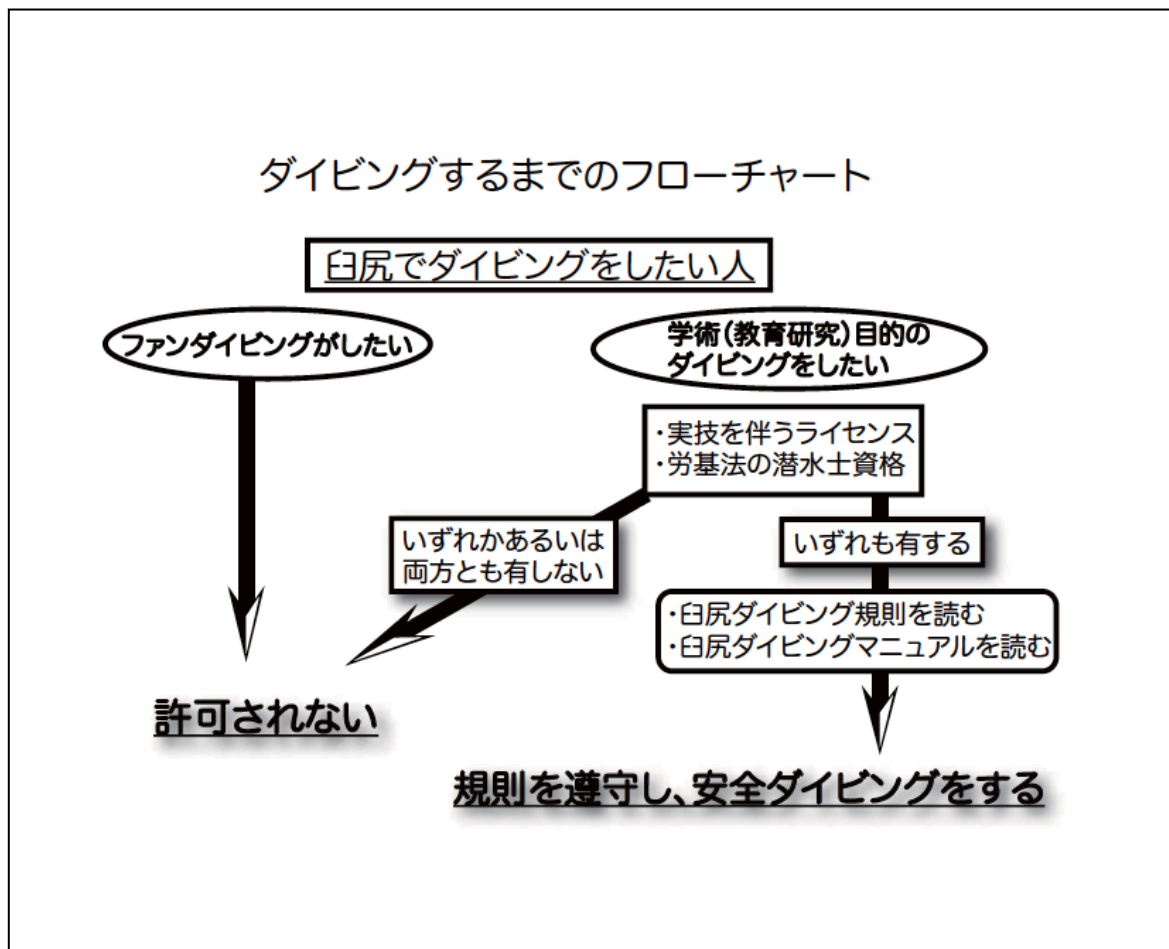 ダイビングするまでのフローチャート
臼尻でダイビングをしたい人
ファンダイビングがしたい
学術(教育研究)目的の
ダイビングをしたい
・実技を伴うライセンス
・労基法の潜水士資格
いずれかあるいは
両方とも有しない
いずれも有する
・臼尻ダイビング規則を読む
・臼尻ダイビングマニュアルを読む
許可されない
規則を遵守し、安全ダイビングをする